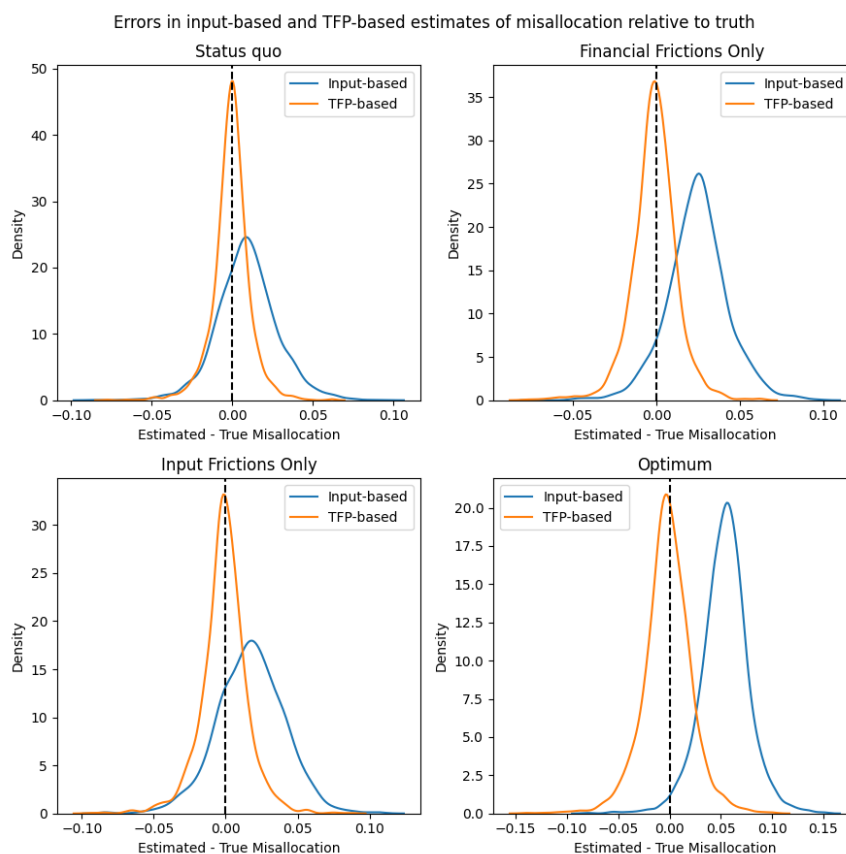 Errors in input-based and TFP-based estimates of misallocation relative to truth
Status quo
Input-based
TFP-based
Density
0
10
20
30
40
50
−0.10
−0.05
0.00
0.05
0.10
Estimated - True Misallocation
Financial Frictions Only
Input-based
TFP-based
Density
0
5
10
15
20
25
30
35
−0.05
0.00
0.05
0.10
Estimated - True Misallocation
Input Frictions Only
Input-based
TFP-based
Density
0
5
10
15
20
25
30
−0.10
−0.05
0.00
0.05
0.10
Estimated - True Misallocation
Optimum
Input-based
TFP-based
Density
0.0
2.5
5.0
7.5
10.0
12.5
15.0
17.5
20.0
−0.15
−0.10
−0.05
0.00
0.05
0.10
0.15
Estimated - True Misallocation